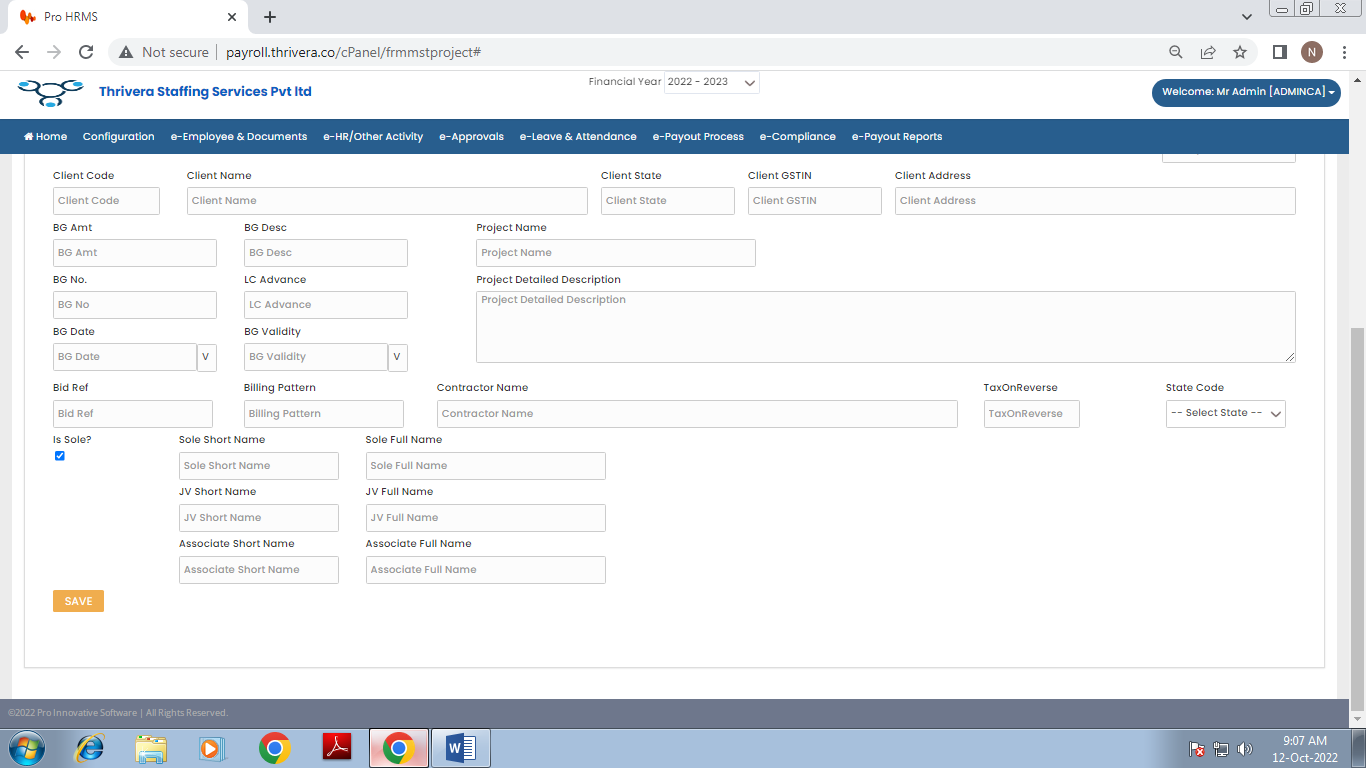 Pro HRMS
Not secure | payroll.thrivera.co/cPanel/frmmstproject#
N
Thrivera Staffing Services Pvt ltd
Financial Year 2022 - 2023
Welcome: Mr Admin [ADMINCA]
Home Configuration e-Employee & Documents e-HR/Other Activity e-Approvals e-Leave & Attendance e-Payout Process e-Compliance e-Payout Reports
Client Code Client Name Client State Client GSTIN Client Address
Client Code Client Name Client State Client GSTIN Client Address
BG Amt BG Desc Project Name
BG Amt BG Desc Project Name
BG No. LC Advance Project Detailed Description
BG No LC Advance Project Detailed Description
BG Date BG Validity
BG Date V BG Validity V
Bid Ref Billing Pattern Contractor Name TaxOnReverse State Code
Bid Ref Billing Pattern Contractor Name TaxOnReverse -- Select State --
Is Sole? Sole Short Name Sole Full Name
Sole Short Name Sole Full Name
JV Short Name JV Full Name
JV Short Name JV Full Name
Associate Short Name Associate Full Name
Associate Short Name Associate Full Name
SAVE
©2022 Pro Innovative Software | All Rights Reserved.
9:07 AM
12-Oct-2022